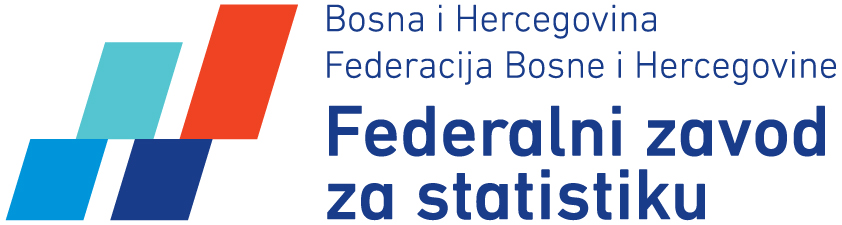 Bosna i Hercegovina
Federacija Bosne i Hercegovine
Federalni zavod
za statistiku